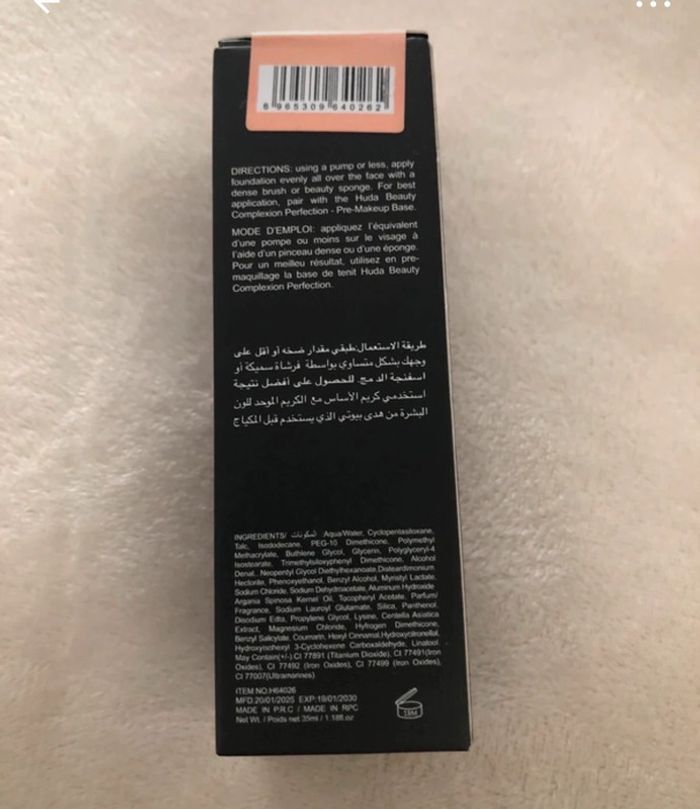 6 965309 640262
DIRECTIONS: using a pump or less, apply
foundation evenly all over the face with a
dense brush or beauty sponge. For best
application, pair with the Huda Beauty
Complexion Perfection - Pre-Makeup Base.
MODE D'EMPLOI: appliquez l'équivalent
d'une pompe ou moins sur le visage à
l'aide d'un pinceau dense ou d'une éponge.
Pour un meilleu résultat, utilisez en pre-
maquillage la base de tenit Huda Beauty
Complexion Perfection.
طريقة الاستعمال:طبقي مقدار ضخه أو أقل على
وجهك بشكل متساوي بواسطة فرشاة سميكة أو
اسفنجة الدمج. للحصول على أفضل نتيجة
استخدمي كريم الأساس مع الكريم الموحد للون
البشرة من هدى بيوتي الذي يستخدم قبل المكياج
INGREDIENTS/ :Aqua/Water, Cyclopentasiloxane,
Talc, Isododecane, PEG-10 Dimethicone, Polymethyl
Methacrylate, Buthlene Glycol, Glycerin, Polyglyceryl-4
Isostearate, Trimethylsiloxyphenyl Dimethicone, Alcohol
Denat. Neopentyl Glycol Diethylhexanoate,Disteardimonium
Hectorite, Phenoxyethanol, Benzyl Alcohol, Myristyl Lactate,
Sodium Chloride, Sodium Dehydroacetate, Aluminum Hydroxide
Argania Spinosa Kernel Oil, Tocopheryl Acetate, Parfum/
Fragrance, Sodium Lauroyl Glutamate, Silica, Panthenol,
Disodium Edta, Propylene Glycol, Lysine, Centella Asiatica
Extract, Magnesium Chloride, Hyfrogen Dimethicone,
Benzyl Salicylate, Coumarin, Hexyl Cinnamal,Hydroxycitronellol,
Hydroxyisohexyl 3-Cyclohexene Carboxaldehyde, Linalool
May Contain(+/-).CI 77891 (Titanium Dioxide), CI 77491(Iron
Oxides), CI 77492 (Iron Oxides), CI 77499 (Iron Oxides),
CI 77007(Ultramarines).
ITEM NO:H64026
MFD.20/01/2025 EXP:19/01/2030
MADE IN P.R.C / MADE IN RPC
Net Wt. / Poids net 35ml / 1.18fl.oz